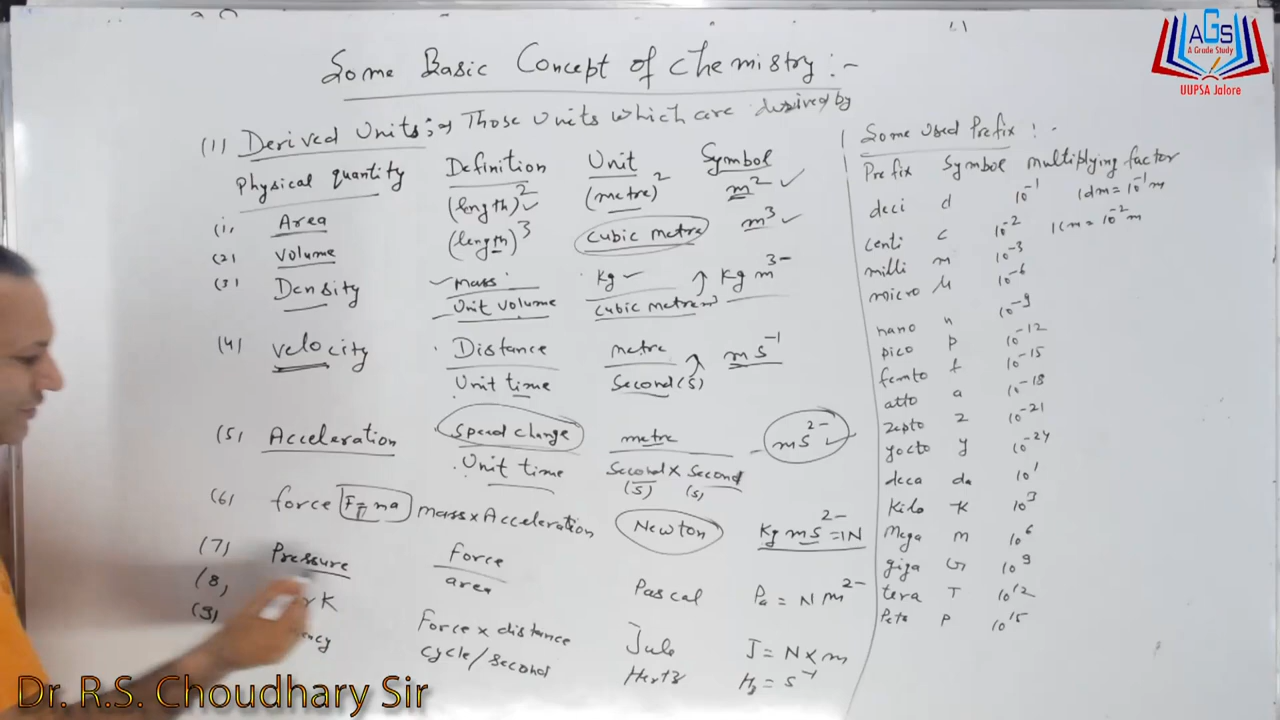 AGS
A Grade Study
UUPSA Jalore
Some Basic Concept of chemistry :-
(1) Derived Units :⇒ Those Units which are derived by
Physical quantity Definition Unit Symbol
(1) Area (length)² (metre)² m² ✓
(2) Volume (length)³ cubic metre m³ ✓
(3) Density mass / Unit volume Kg / cubic metre m³ Kg m³⁻
(4) velocity Distance / Unit time metre / Second(s) m s⁻¹
(5) Acceleration Speed change / Unit time metre / Second × Second (s) (s) ms²⁻
(6) force F=ma mass × Acceleration Newton Kg ms²⁻=1N
(7) Pressure Force / area Pascal Pa = N m²⁻
(8) Force × distance Jule J = N × m
(9) cycle/second Hertz Hz = s⁻¹
Some Used Prefix :-
Prefix Symbol multiplying factor
deci d 10⁻¹ 1dm = 10⁻¹ m
centi c 10⁻² 1cm = 10⁻² m
milli m 10⁻³
micro μ 10⁻⁶
nano n 10⁻⁹
pico p 10⁻¹²
femto f 10⁻¹⁵
atto a 10⁻¹⁸
zepto z 10⁻²¹
yocto y 10⁻²⁴
deca da 10¹
Kilo K 10³
Mega m 10⁶
giga G 10⁹
tera T 10¹²
Peta P 10¹⁵
Dr. R.S. Choudhary Sir